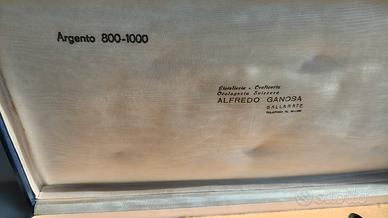 Argento 800-1000
Gioielleria - Oreficeria
Orologeria Svizzera
ALFREDO GANOSA
GALLARATE